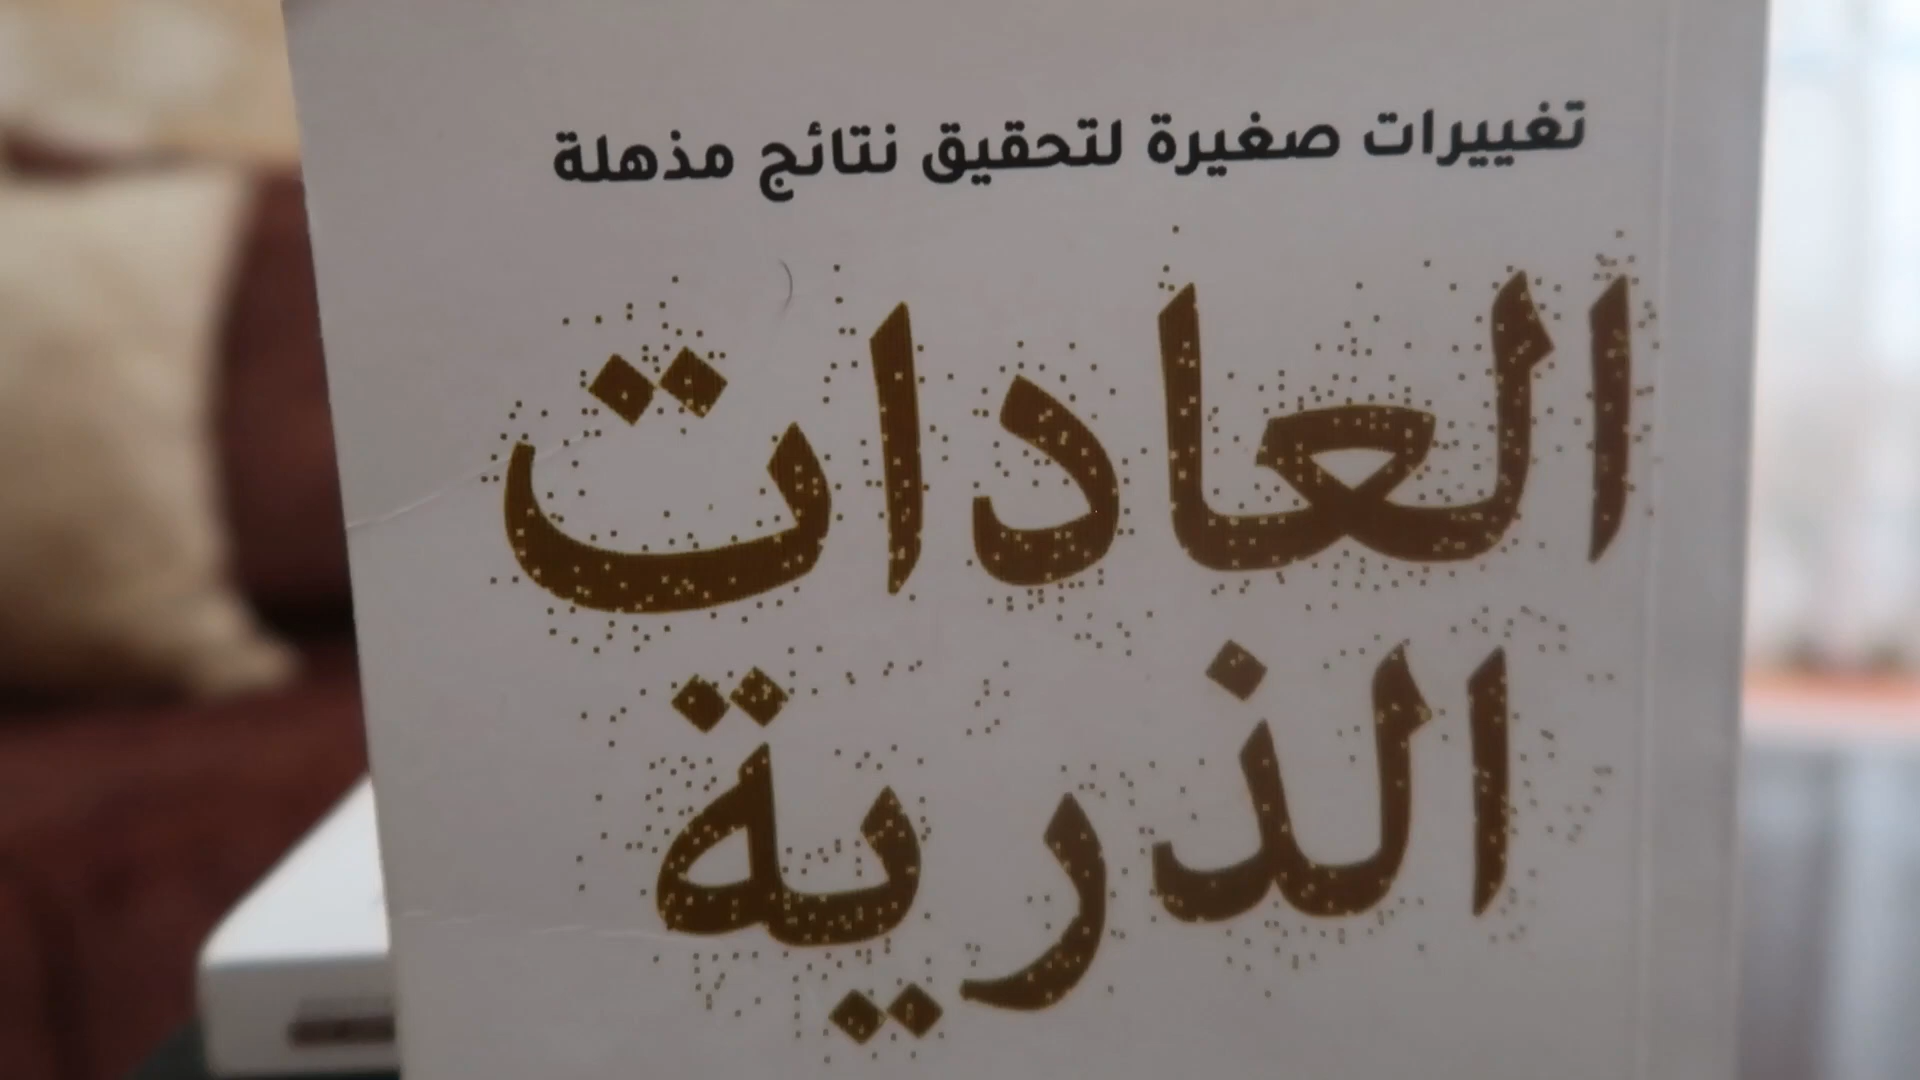 تغييرات صغيرة لتحقيق نتائج مذهلة
العادات
الذرية